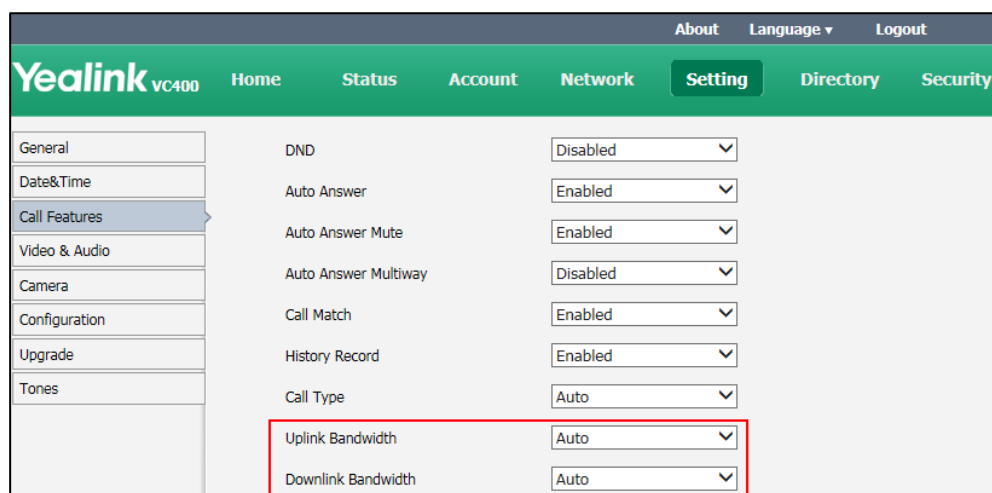 About Language ▾ Logout
Yealink VC400 Home Status Account Network Setting Directory Security
General
Date&Time
Call Features
Video & Audio
Camera
Configuration
Upgrade
Tones
DND Disabled
Auto Answer Enabled
Auto Answer Mute Enabled
Auto Answer Multiway Disabled
Call Match Enabled
History Record Enabled
Call Type Auto
Uplink Bandwidth Auto
Downlink Bandwidth Auto